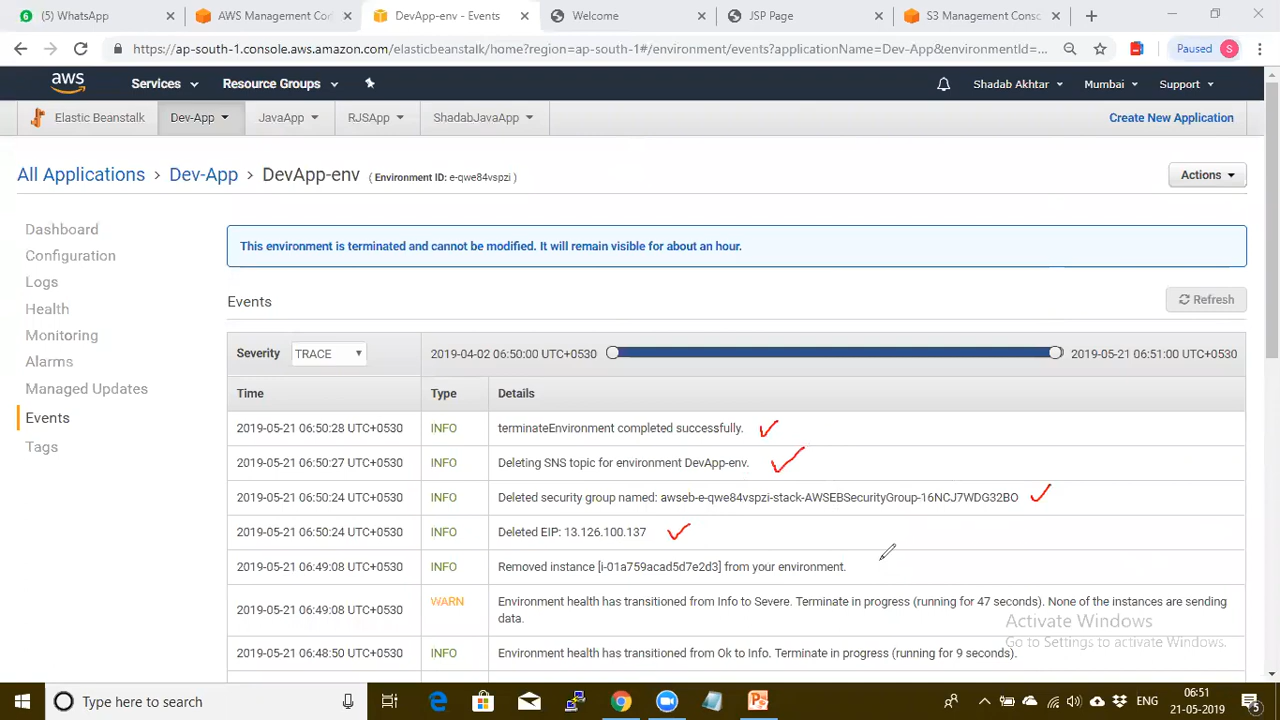 (5) WhatsApp
AWS Management Con
DevApp-env - Events
Welcome
JSP Page
S3 Management Conso
https://ap-south-1.console.aws.amazon.com/elasticbeanstalk/home?region=ap-south-1#/environment/events?applicationName=Dev-App&environmentId=...
Paused S
aws Services Resource Groups Shadab Akhtar Mumbai Support
Elastic Beanstalk Dev-App JavaApp RJSApp ShadabJavaApp Create New Application
All Applications > Dev-App > DevApp-env ( Environment ID: e-qwe84vspzi ) Actions
Dashboard
Configuration
Logs
Health
Monitoring
Alarms
Managed Updates
Events
Tags
This environment is terminated and cannot be modified. It will remain visible for about an hour.
Events Refresh
Severity TRACE 2019-04-02 06:50:00 UTC+0530 2019-05-21 06:51:00 UTC+0530
Time Type Details
2019-05-21 06:50:28 UTC+0530 INFO terminateEnvironment completed successfully.
2019-05-21 06:50:27 UTC+0530 INFO Deleting SNS topic for environment DevApp-env.
2019-05-21 06:50:24 UTC+0530 INFO Deleted security group named: awseb-e-qwe84vspzi-stack-AWSEBSecurityGroup-16NCJ7WDG32BO
2019-05-21 06:50:24 UTC+0530 INFO Deleted EIP: 13.126.100.137
2019-05-21 06:49:08 UTC+0530 INFO Removed instance [i-01a759acad5d7e2d3] from your environment.
2019-05-21 06:49:08 UTC+0530 WARN Environment health has transitioned from Info to Severe. Terminate in progress (running for 47 seconds). None of the instances are sending
data.
2019-05-21 06:48:50 UTC+0530 INFO Environment health has transitioned from Ok to Info. Terminate in progress (running for 9 seconds).
Activate Windows
Go to Settings to activate Windows.
Type here to search
ENG
06:51
21-05-2019
5